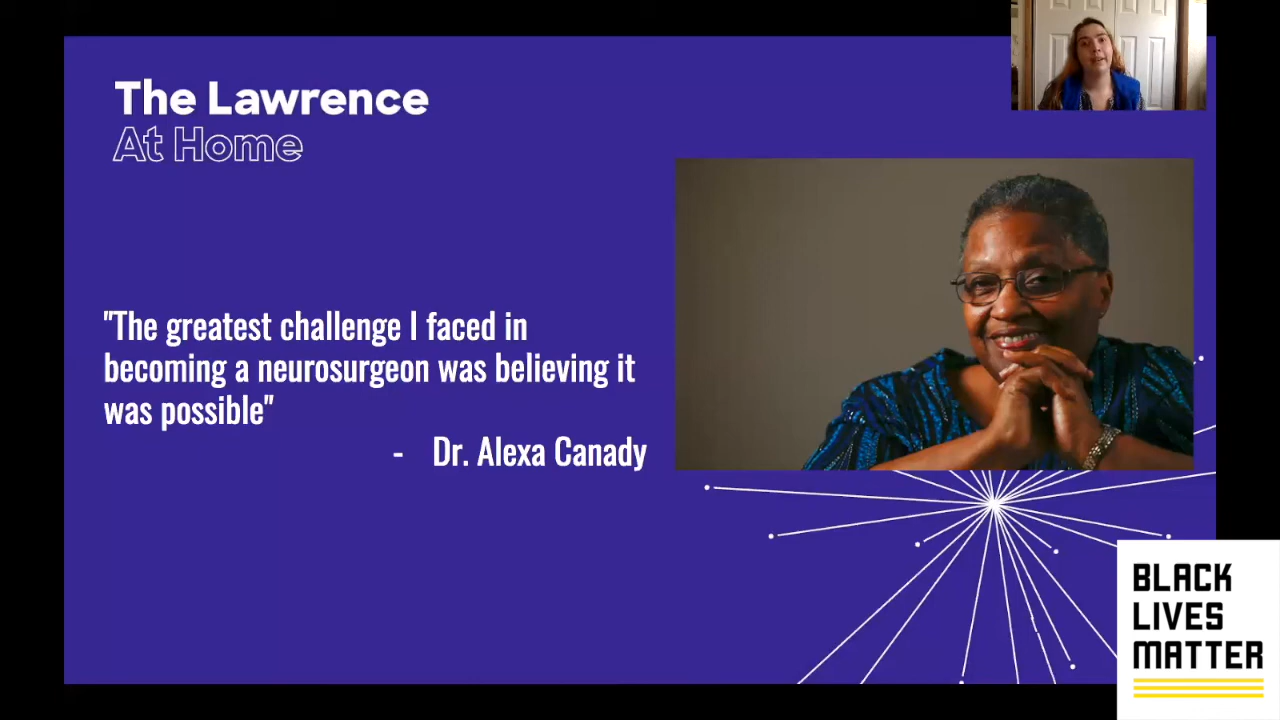 The Lawrence
At Home
"The greatest challenge I faced in
becoming a neurosurgeon was believing it
was possible"
- Dr. Alexa Canady
BLACK
LIVES
MATTER